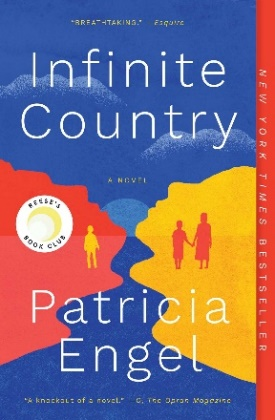 "BREATHTAKING." —Esquire
Infinite
Country
A NOVEL
REESE'S
BOOK CLUB
Patricia
Engel
"A knockout of a novel." —O, The Oprah Magazine
NEW YORK TIMES BESTSELLER